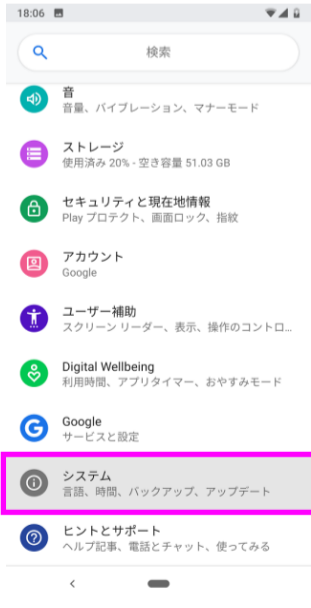 18:06
検索
音
音量、バイブレーション、マナーモード
ストレージ
使用済み 20% - 空き容量 51.03 GB
セキュリティと現在地情報
Play プロテクト、画面ロック、指紋
アカウント
Google
ユーザー補助
スクリーン リーダー、表示、操作のコントロ...
Digital Wellbeing
利用時間、アプリタイマー、おやすみモード
Google
サービスと設定
システム
言語、時間、バックアップ、アップデート
ヒントとサポート
ヘルプ記事、電話とチャット、使ってみる